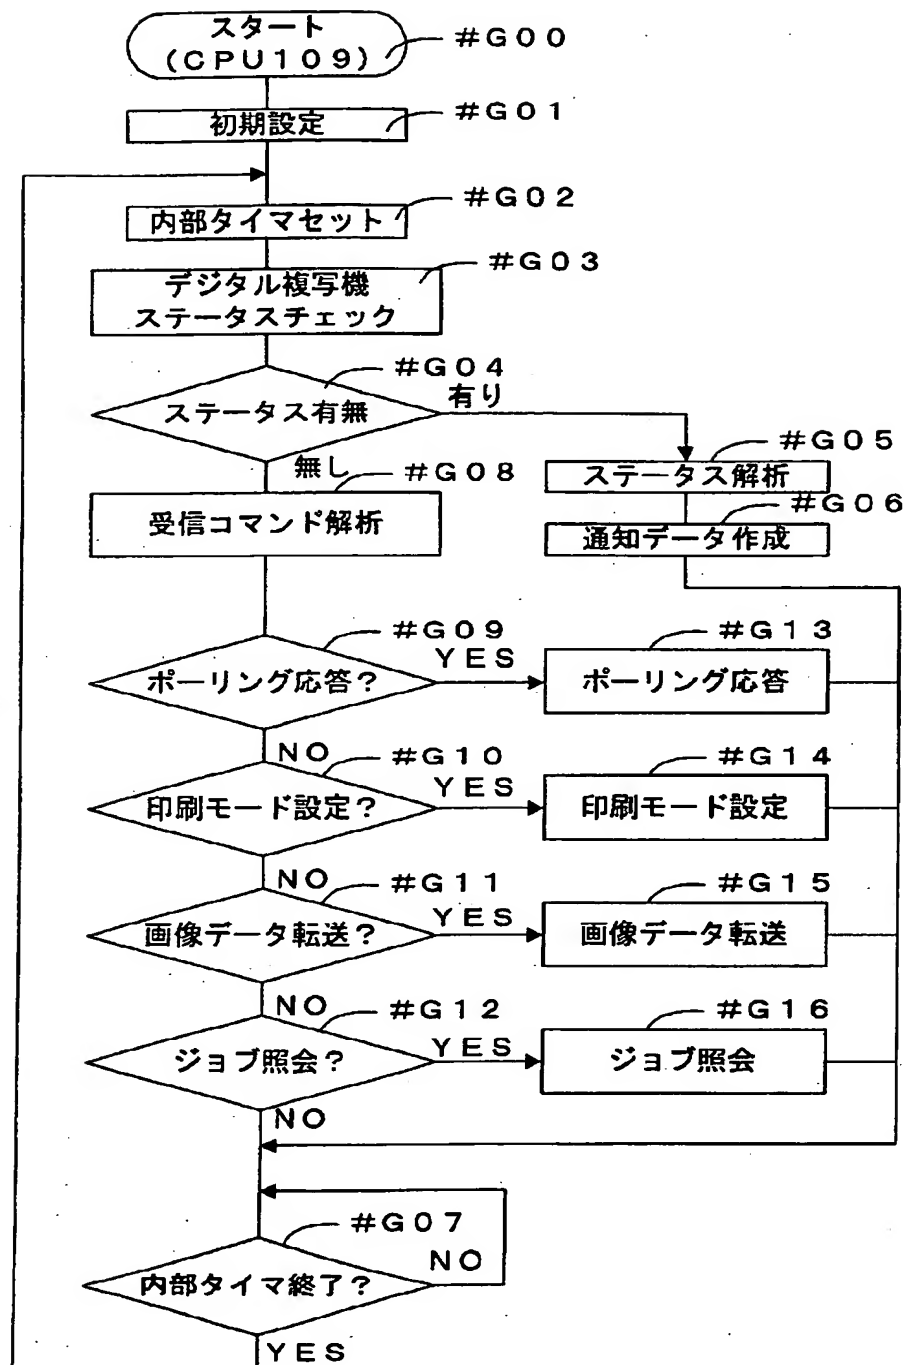 スタート
(CPU109)
#G00
初期設定
#G01
内部タイマセット
#G02
デジタル複写機
ステータスチェック
#G03
ステータス有無
#G04
有り
無し
ステータス解析
#G05
通知データ作成
#G06
受信コマンド解析
#G08
ポーリング応答?
#G09
YES
ポーリング応答
#G13
NO
印刷モード設定?
#G10
YES
印刷モード設定
#G14
NO
画像データ転送?
#G11
YES
画像データ転送
#G15
NO
ジョブ照会?
#G12
YES
ジョブ照会
#G16
NO
内部タイマ終了?
#G07
NO
YES